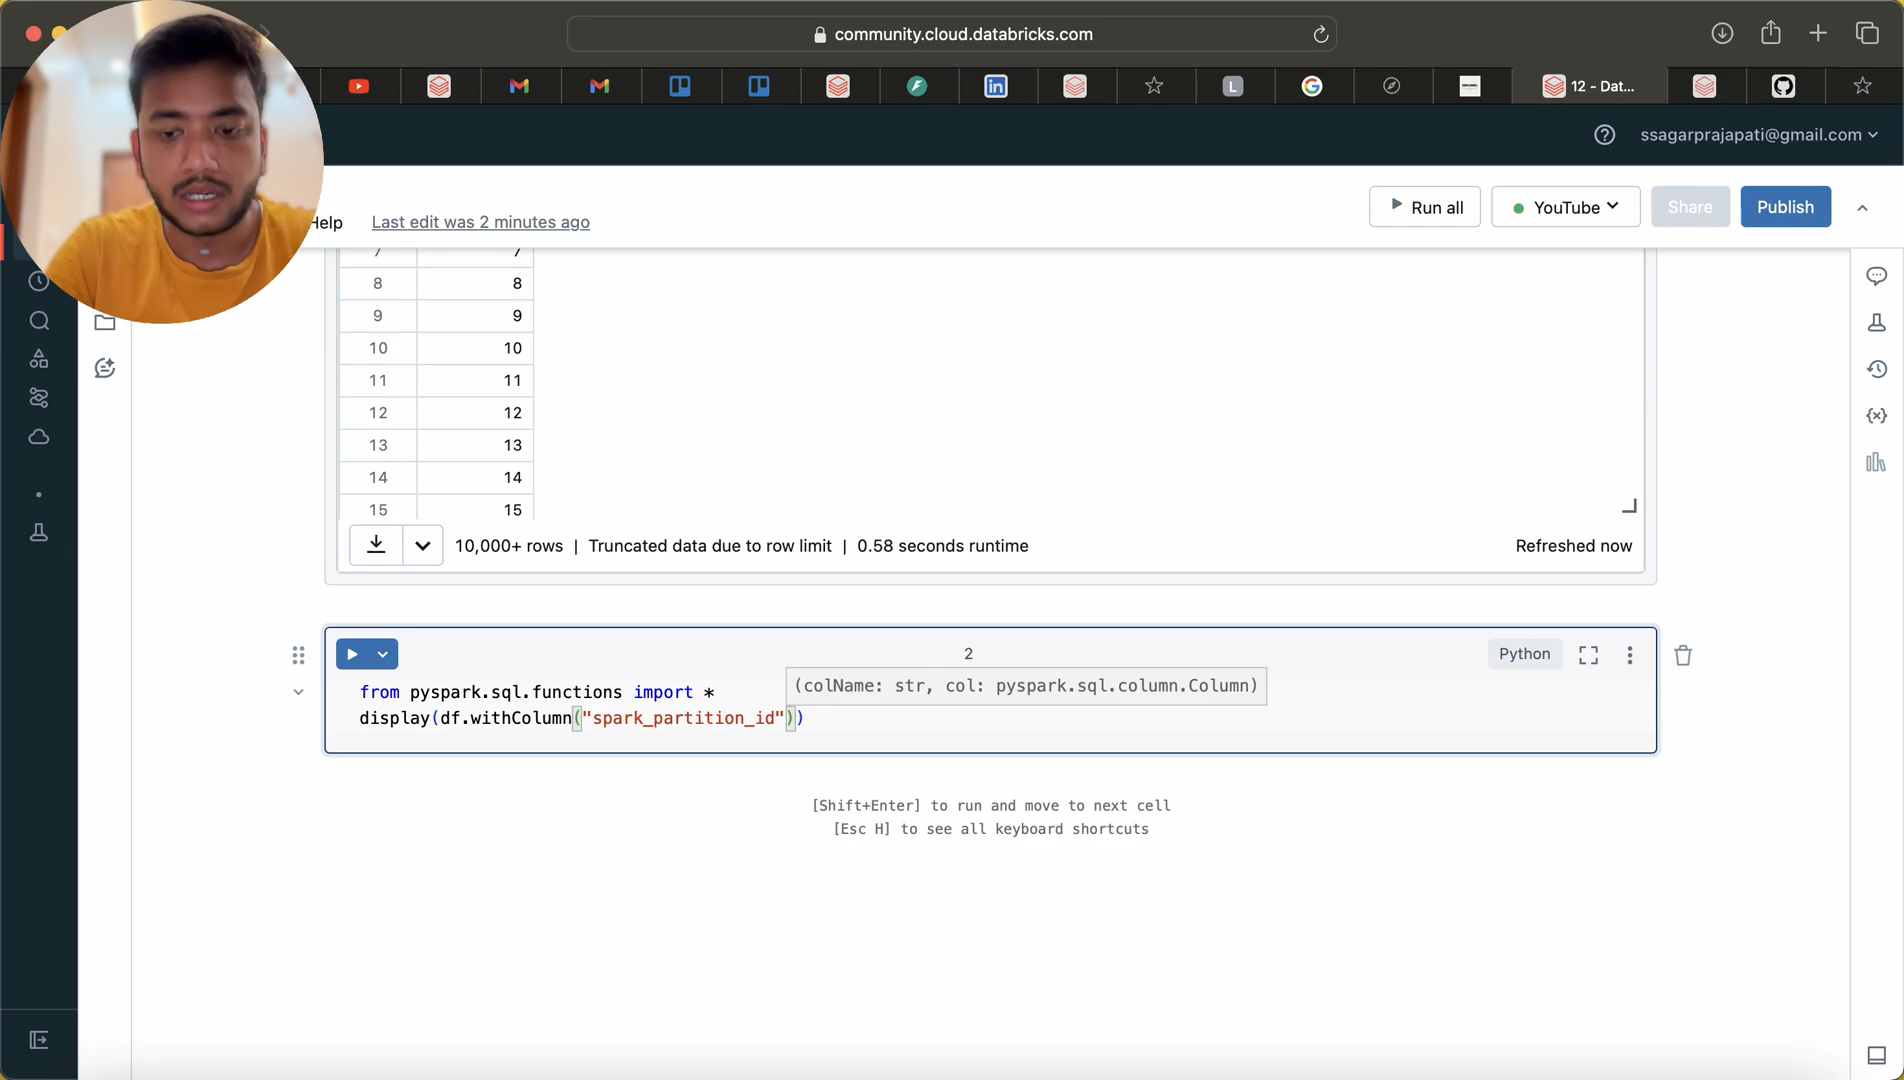 community.cloud.databricks.com
L
12 - Dat...
ssagarprajapati@gmail.com
Help
Last edit was 2 minutes ago
Run all
YouTube
Share
Publish
7 7
8 8
9 9
10 10
11 11
12 12
13 13
14 14
15 15
10,000+ rows | Truncated data due to row limit | 0.58 seconds runtime
Refreshed now
2
Python
(colName: str, col: pyspark.sql.column.Column)
from pyspark.sql.functions import *
display(df.withColumn("spark_partition_id"))
[Shift+Enter] to run and move to next cell
[Esc H] to see all keyboard shortcuts